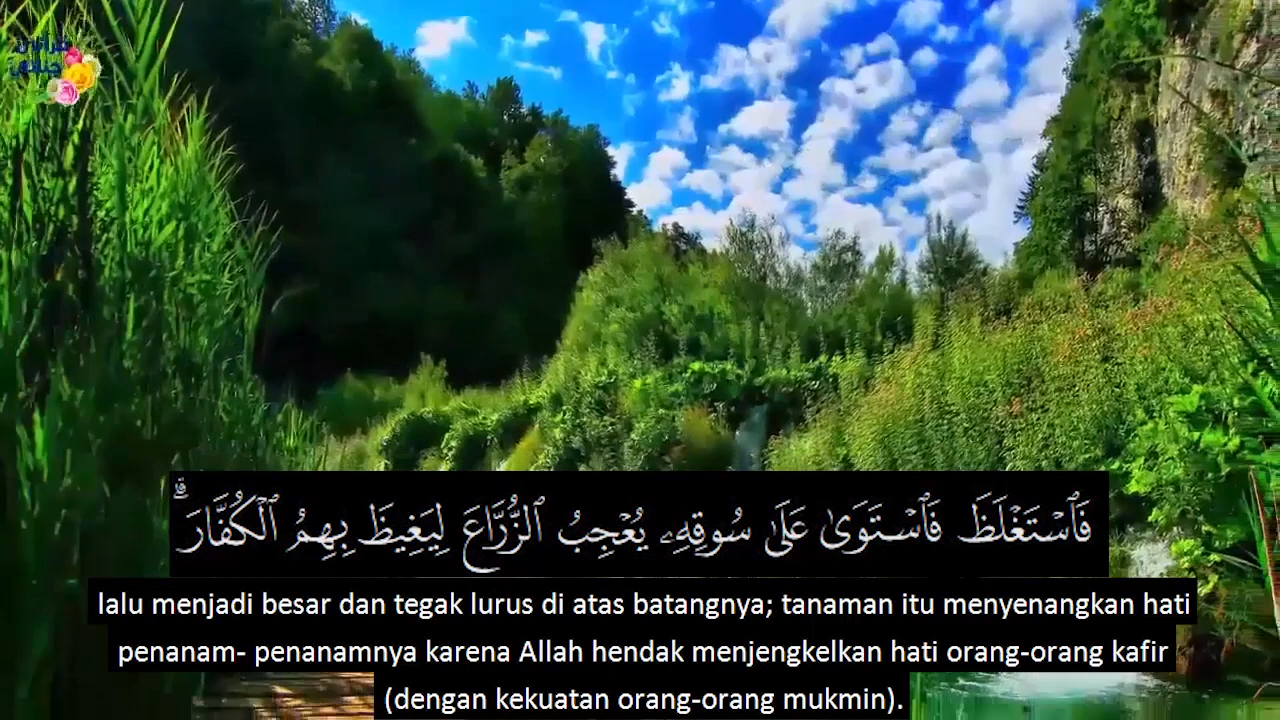 فَٱسۡتَغۡلَظَ فَٱسۡتَوَىٰ عَلَىٰ سُوقِهِۦ يُعۡجِبُ ٱلزُّرَّاعَ لِيَغِيظَ بِهِمُ ٱلۡكُفَّارَۗ
lalu menjadi besar dan tegak lurus di atas batangnya; tanaman itu menyenangkan hati
penanam- penanamnya karena Allah hendak menjengkelkan hati orang-orang kafir
(dengan kekuatan orang-orang mukmin).